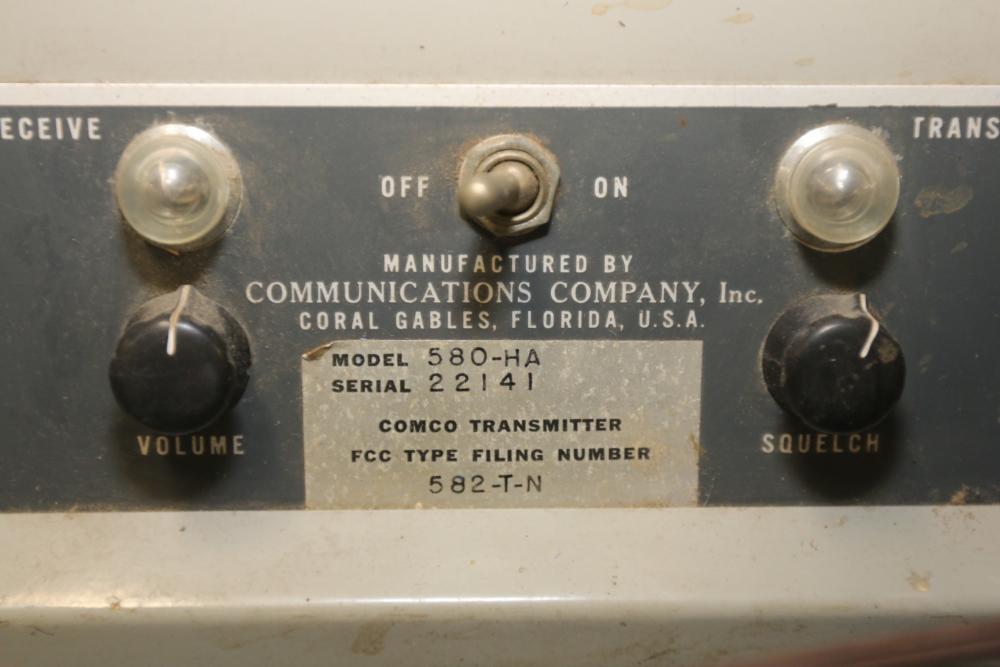 ECEIVE
TRANS
OFF ON
MANUFACTURED BY
COMMUNICATIONS COMPANY, Inc.
CORAL GABLES, FLORIDA, U.S.A.
MODEL 580-HA
SERIAL 22141
COMCO TRANSMITTER
FCC TYPE FILING NUMBER
582-T-N
VOLUME
SQUELCH